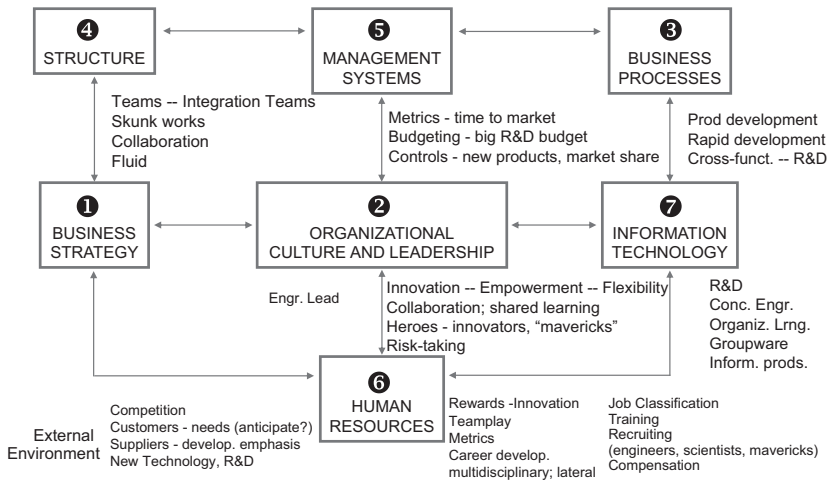 ❹
STRUCTURE
❺
MANAGEMENT
SYSTEMS
❸
BUSINESS
PROCESSES
Teams -- Integration Teams
Skunk works
Collaboration
Fluid
Metrics - time to market
Budgeting - big R&D budget
Controls - new products, market share
Prod development
Rapid development
Cross-funct. -- R&D
❶
BUSINESS
STRATEGY
❷
ORGANIZATIONAL
CULTURE AND LEADERSHIP
❼
INFORMATION
TECHNOLOGY
Engr. Lead
Innovation -- Empowerment -- Flexibility
Collaboration; shared learning
Heroes - innovators, “mavericks”
Risk-taking
R&D
Conc. Engr.
Organiz. Lrng.
Groupware
Inform. prods.
❻
HUMAN
RESOURCES
External
Environment
Competition
Customers - needs (anticipate?)
Suppliers - develop. emphasis
New Technology, R&D
Rewards -Innovation
Teamplay
Metrics
Career develop.
multidisciplinary; lateral
Job Classification
Training
Recruiting
(engineers, scientists, mavericks)
Compensation